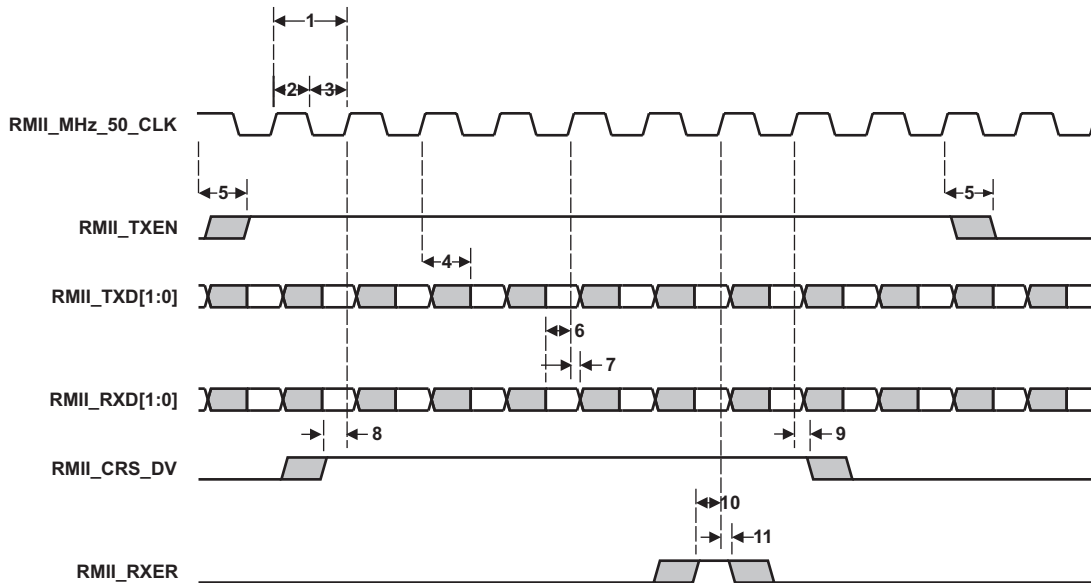 1
2
3
RMII_MHz_50_CLK
5
5
RMII_TXEN
4
RMII_TXD[1:0]
6
7
RMII_RXD[1:0]
8
9
RMII_CRS_DV
10
11
RMII_RXER